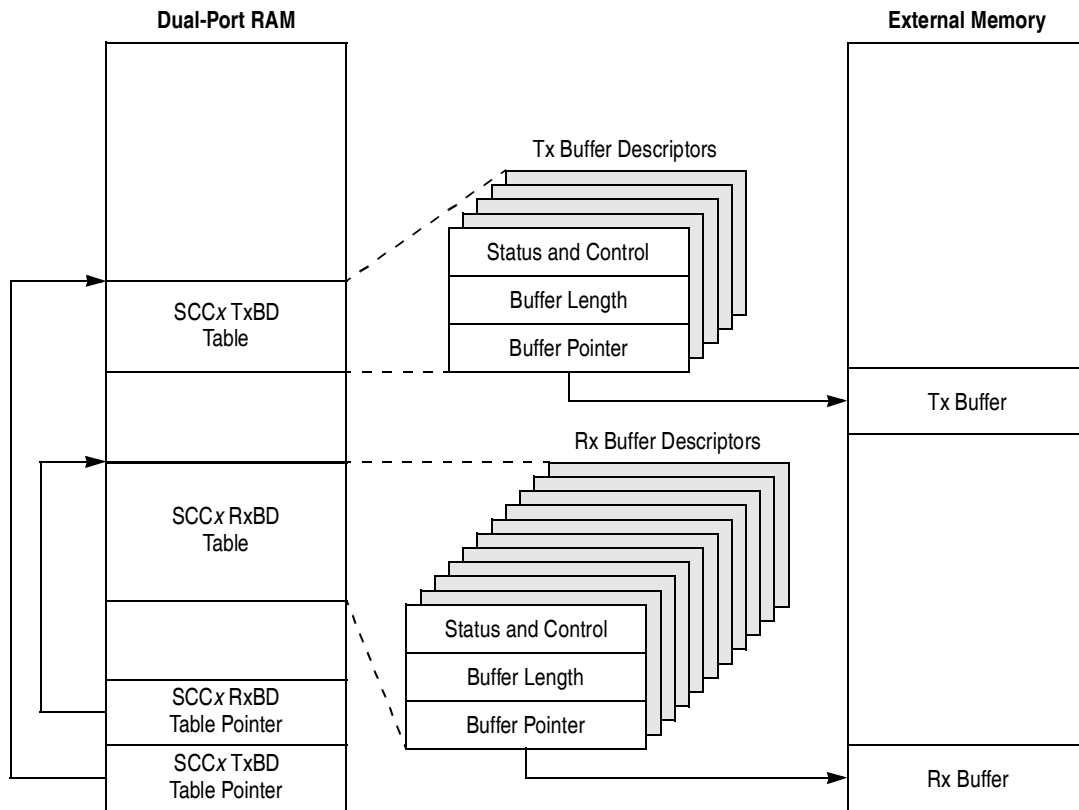 Dual-Port RAM
External Memory
Tx Buffer Descriptors
Status and Control
Buffer Length
Buffer Pointer
SCCx TxBD
Table
Tx Buffer
Rx Buffer Descriptors
SCCx RxBD
Table
Status and Control
Buffer Length
Buffer Pointer
SCCx RxBD
Table Pointer
SCCx TxBD
Table Pointer
Rx Buffer